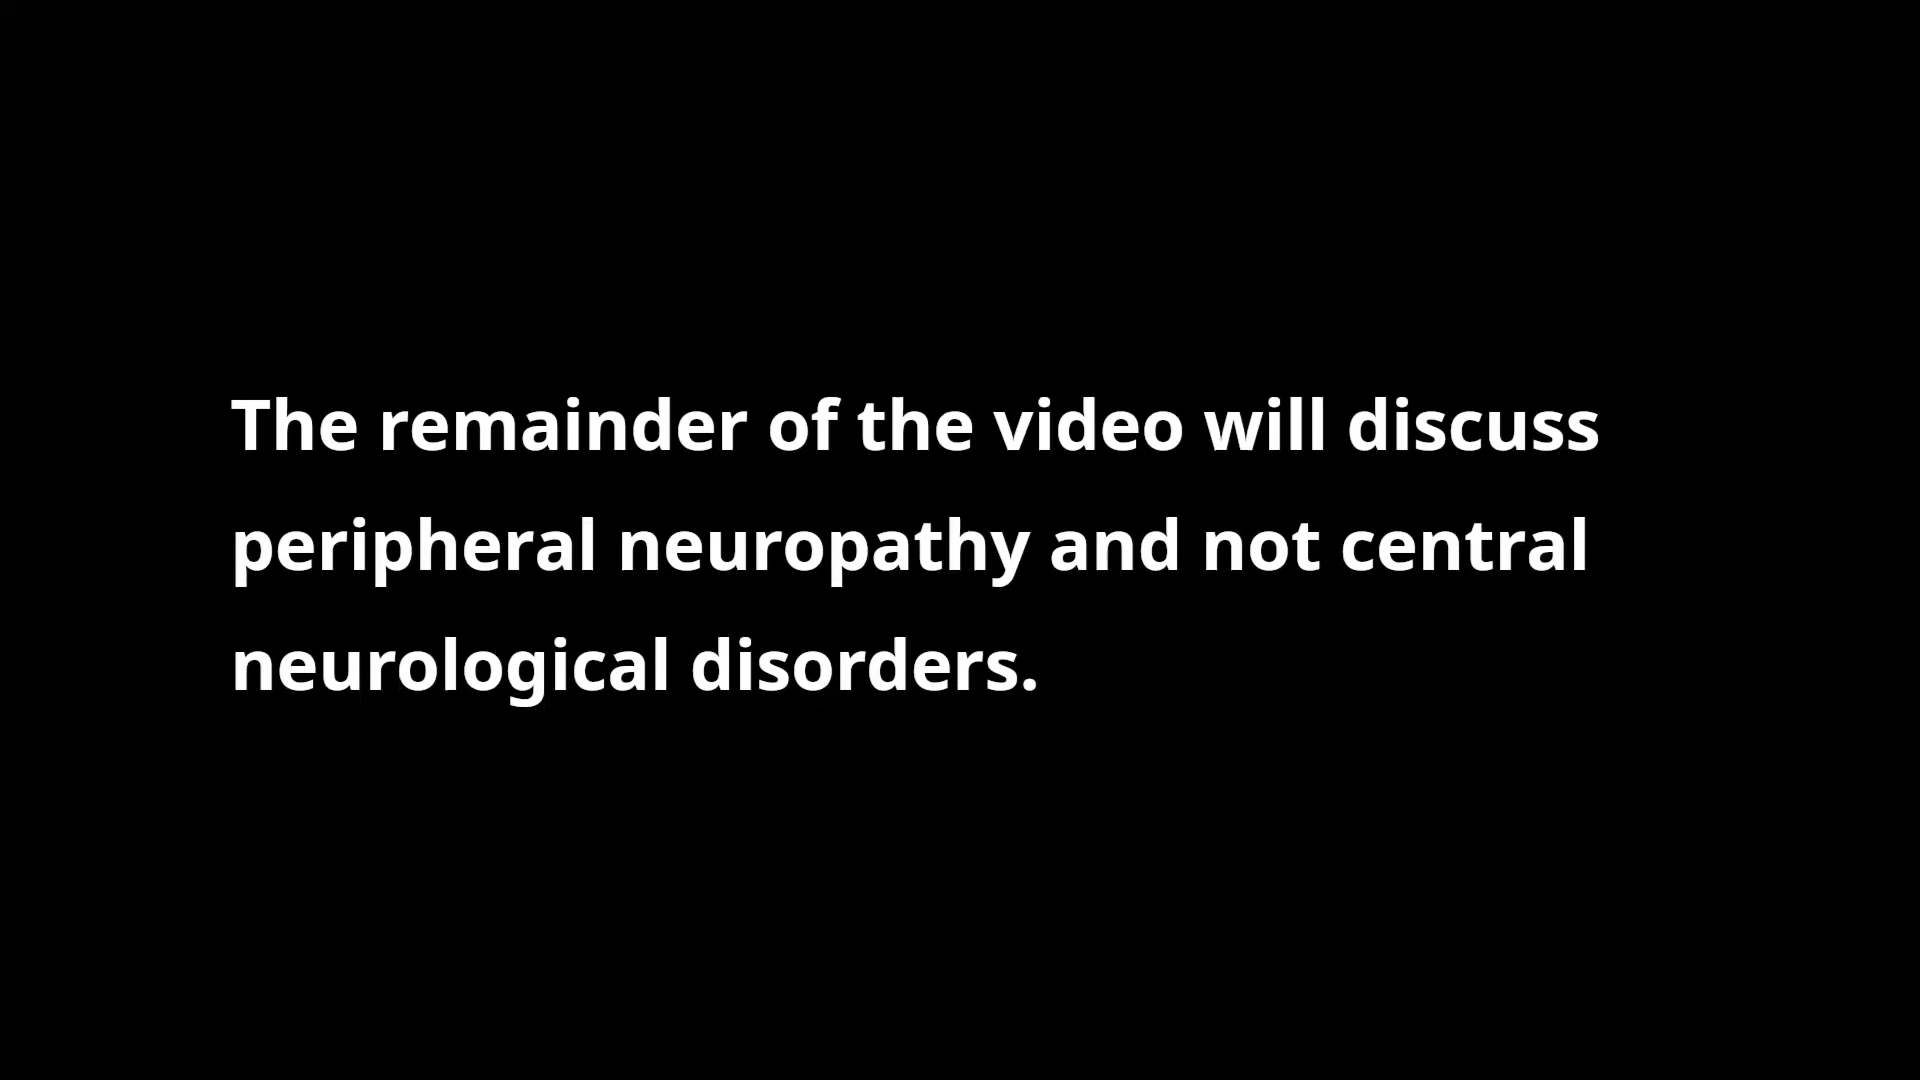 The remainder of the video will discuss
peripheral neuropathy and not central
neurological disorders.